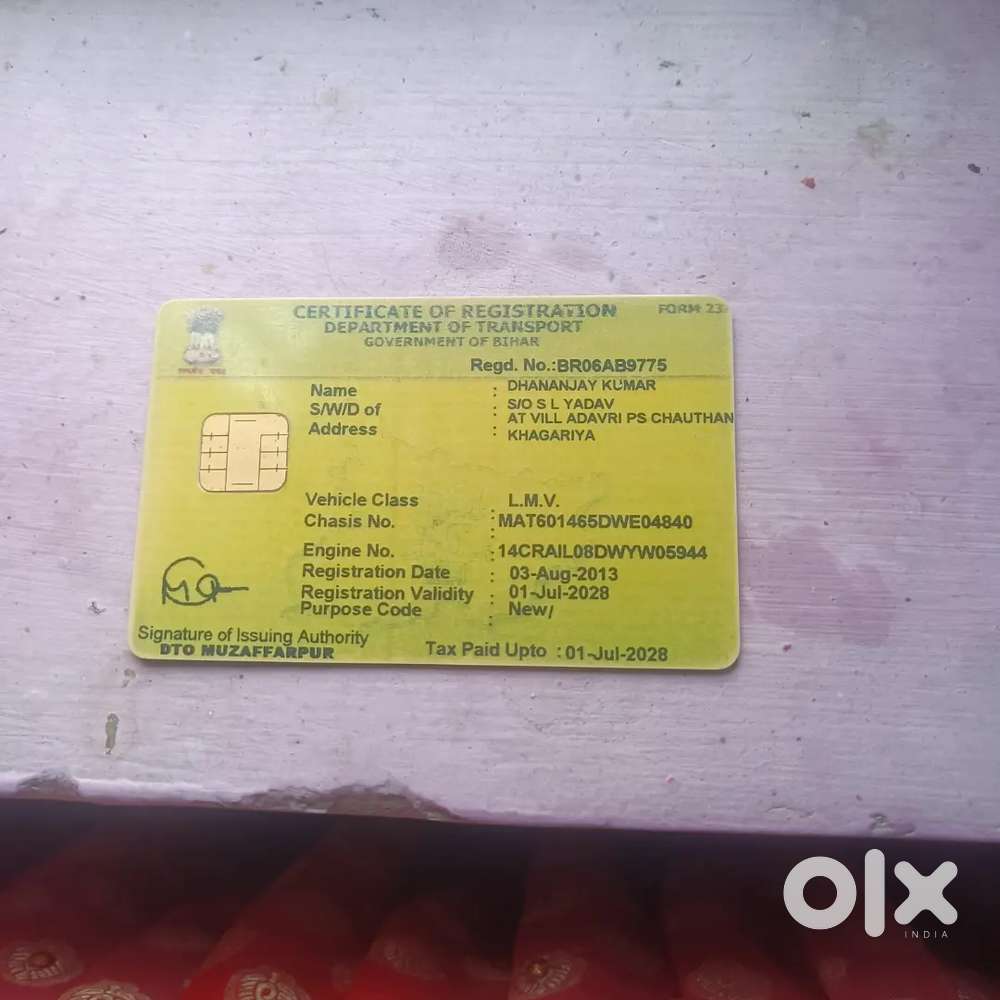 CERTIFICATE OF REGISTRATION FORM 23
DEPARTMENT OF TRANSPORT
GOVERNMENT OF BIHAR
Regd. No.:BR06AB9775
Name : DHANANJAY KUMAR
S/W/D of : S/O S L YADAV
Address : AT VILL ADAVRI PS CHAUTHAN
KHAGARIYA
Vehicle Class : L.M.V.
Chasis No. : MAT601465DWE04840
Engine No. : 14CRAIL08DWYW05944
Registration Date : 03-Aug-2013
Registration Validity : 01-Jul-2028
Purpose Code : New/
Signature of Issuing Authority
DTO MUZAFFARPUR
Tax Paid Upto : 01-Jul-2028
olx
INDIA